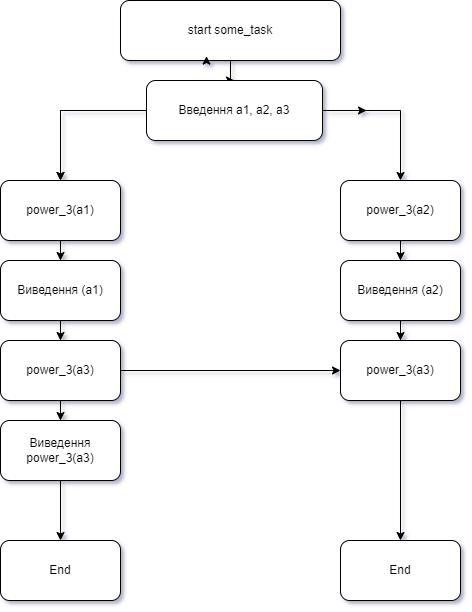 start some_task
Введення a1, a2, a3
power_3(a1)
power_3(a2)
Виведення (a1)
Виведення (a2)
power_3(a3)
power_3(a3)
Виведення
power_3(a3)
End
End